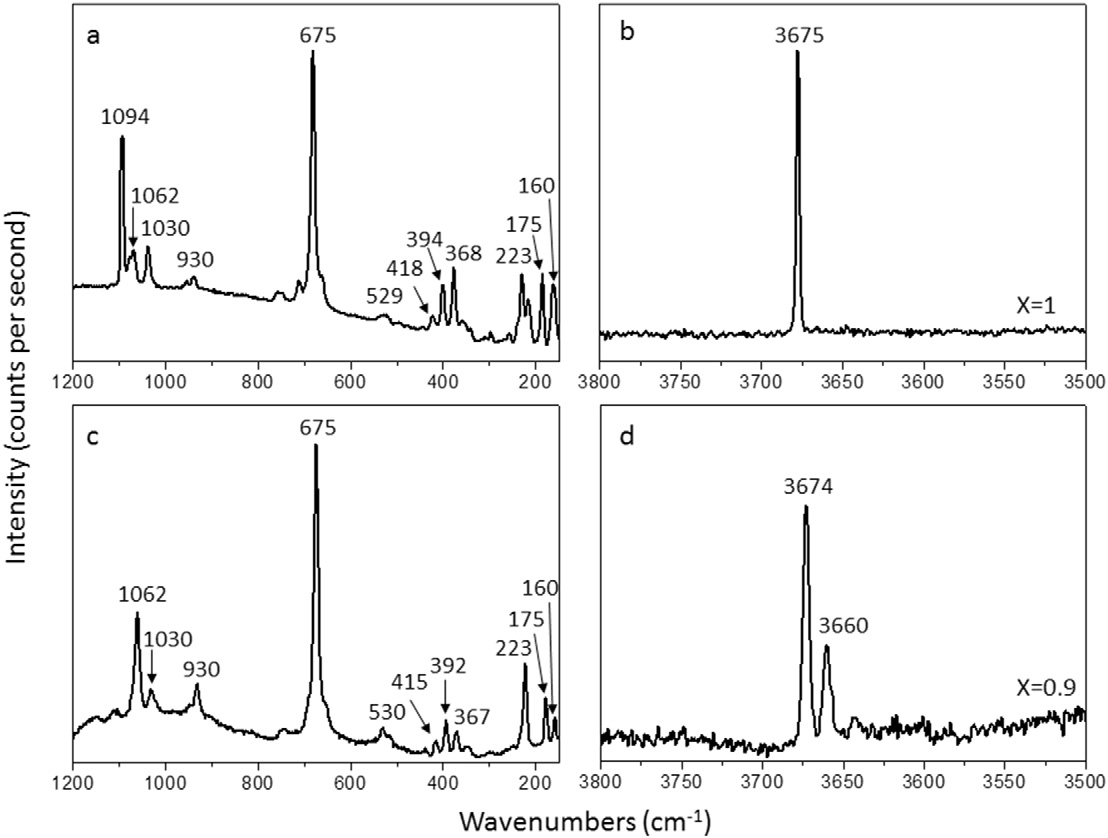 a
675
1094
1062
1030
930
529
418
394
368
223
175
160
1200 1000 800 600 400 200
b
3675
X=1
3800 3750 3700 3650 3600 3550 3500
c
675
1062
1030
930
530
415
392
367
223
175
160
1200 1000 800 600 400 200
d
3674
3660
X=0.9
3800 3750 3700 3650 3600 3550 3500
Intensity (counts per second)
Wavenumbers (cm-1)